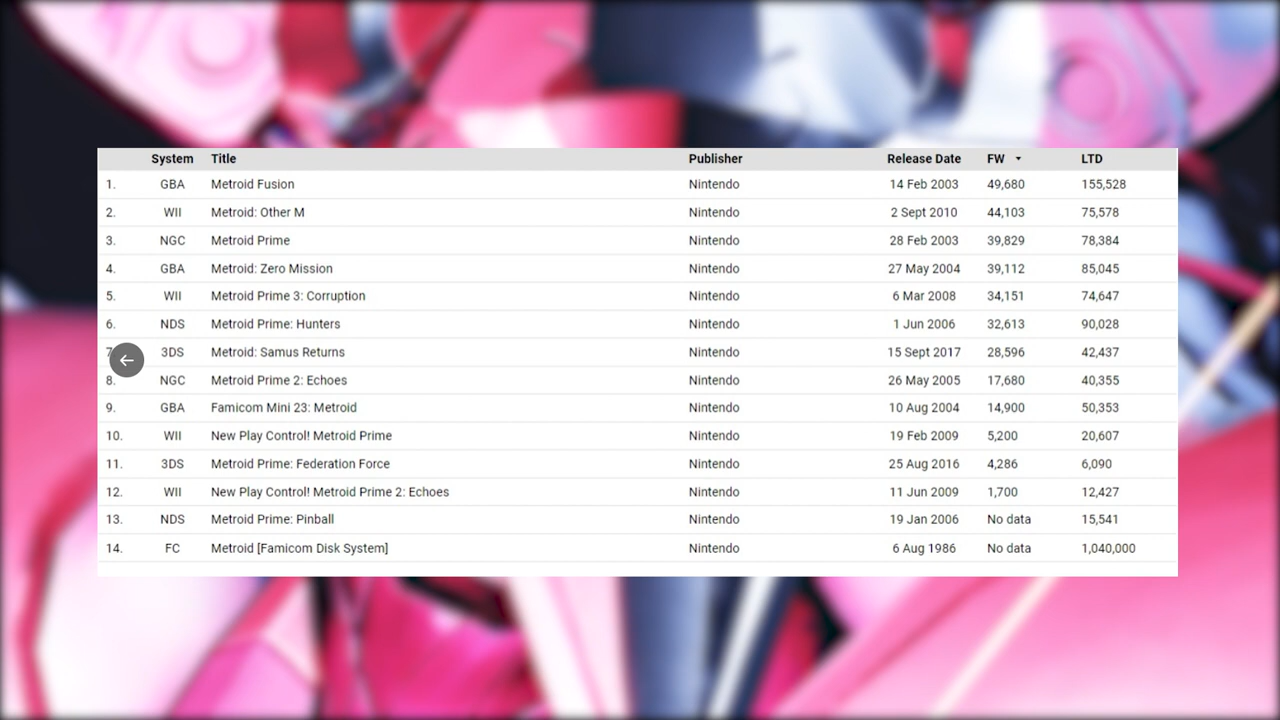 System Title Publisher Release Date FW LTD
1. GBA Metroid Fusion Nintendo 14 Feb 2003 49,680 155,528
2. WII Metroid: Other M Nintendo 2 Sept 2010 44,103 75,578
3. NGC Metroid Prime Nintendo 28 Feb 2003 39,829 78,384
4. GBA Metroid: Zero Mission Nintendo 27 May 2004 39,112 85,045
5. WII Metroid Prime 3: Corruption Nintendo 6 Mar 2008 34,151 74,647
6. NDS Metroid Prime: Hunters Nintendo 1 Jun 2006 32,613 90,028
7 3DS Metroid: Samus Returns Nintendo 15 Sept 2017 28,596 42,437
8. NGC Metroid Prime 2: Echoes Nintendo 26 May 2005 17,680 40,355
9. GBA Famicom Mini 23: Metroid Nintendo 10 Aug 2004 14,900 50,353
10. WII New Play Control! Metroid Prime Nintendo 19 Feb 2009 5,200 20,607
11. 3DS Metroid Prime: Federation Force Nintendo 25 Aug 2016 4,286 6,090
12. WII New Play Control! Metroid Prime 2: Echoes Nintendo 11 Jun 2009 1,700 12,427
13. NDS Metroid Prime: Pinball Nintendo 19 Jan 2006 No data 15,541
14. FC Metroid [Famicom Disk System] Nintendo 6 Aug 1986 No data 1,040,000